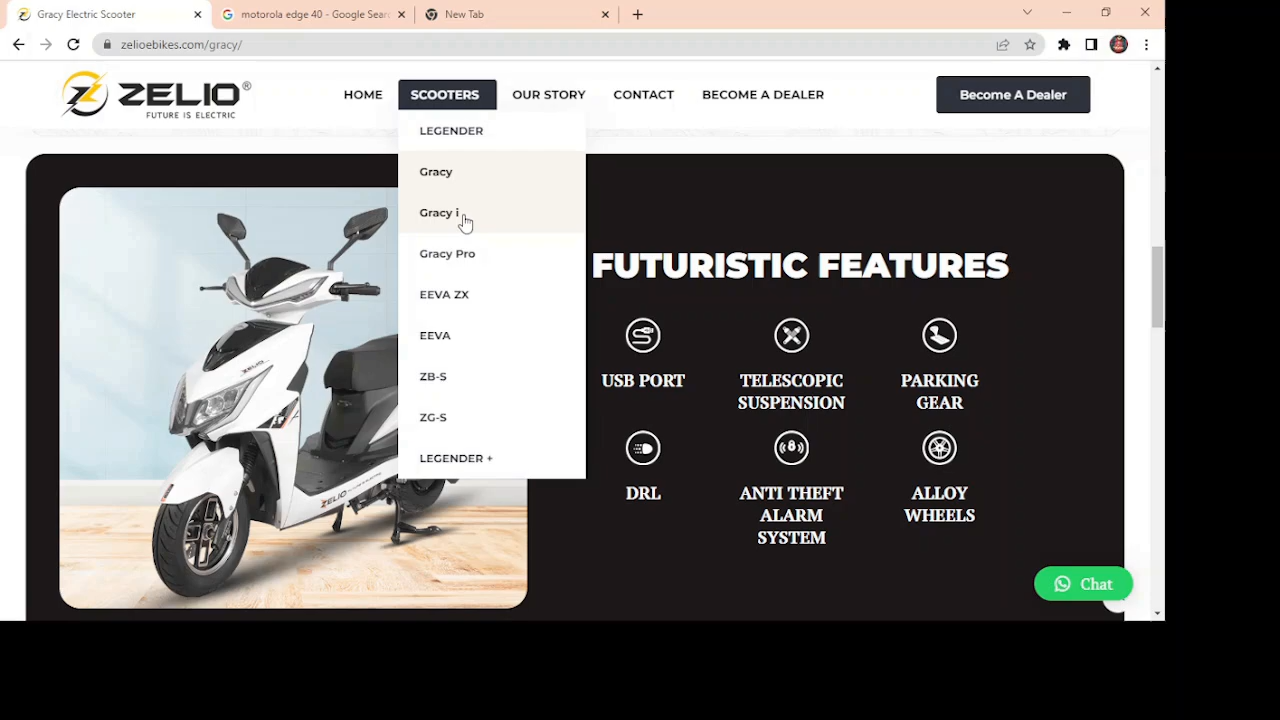 Gracy Electric Scooter
motorola edge 40 - Google Sear
New Tab
zelioebikes.com/gracy/
ZELIO®
FUTURE IS ELECTRIC
HOME
SCOOTERS
OUR STORY
CONTACT
BECOME A DEALER
Become A Dealer
LEGENDER
Gracy
Gracy i
Gracy Pro
EEVA ZX
EEVA
ZB-S
ZG-S
LEGENDER +
FUTURISTIC FEATURES
USB PORT
TELESCOPIC
SUSPENSION
PARKING
GEAR
DRL
ANTI THEFT
ALARM
SYSTEM
ALLOY
WHEELS
ZELIO
Chat